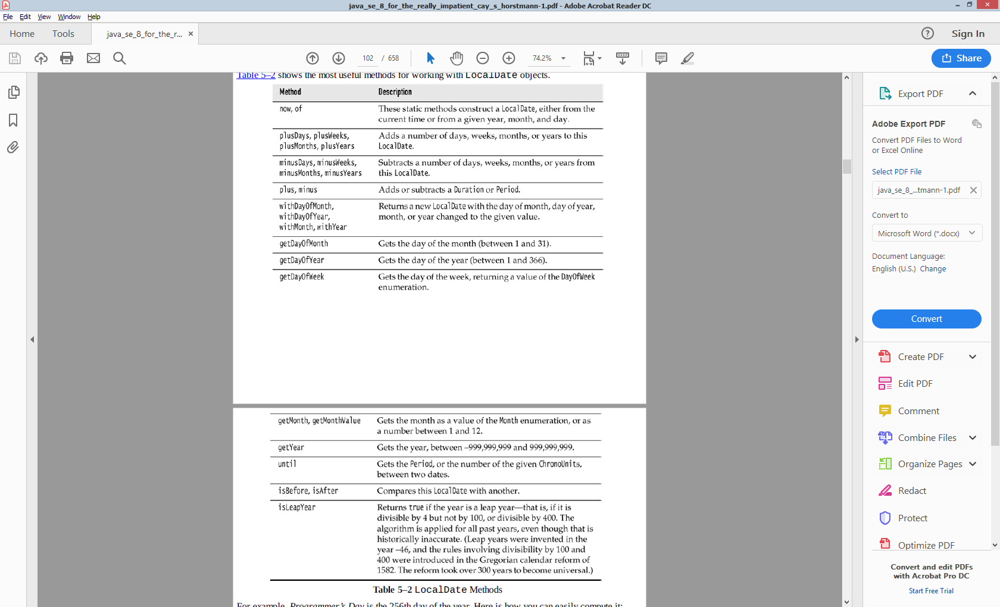 java_se_8_for_the_really_impatient_cay_s_horstmann-1.pdf - Adobe Acrobat Reader DC
File Edit View Window Help
Home Tools java_se_8_for_the_r... × ? Sign In
102 / 658 74.2% Share
Table 5–2 shows the most useful methods for working with LocalDate objects.
Method Description
now, of These static methods construct a LocalDate, either from the
current time or from a given year, month, and day.
plusDays, plusWeeks, Adds a number of days, weeks, months, or years to this
plusMonths, plusYears LocalDate.
minusDays, minusWeeks, Subtracts a number of days, weeks, months, or years from
minusMonths, minusYears this LocalDate.
plus, minus Adds or subtracts a Duration or Period.
withDayOfMonth, Returns a new LocalDate with the day of month, day of year,
withDayOfYear, month, or year changed to the given value.
withMonth, withYear
getDayOfMonth Gets the day of the month (between 1 and 31).
getDayOfYear Gets the day of the year (between 1 and 366).
getDayOfWeek Gets the day of the week, returning a value of the DayOfWeek
enumeration.
getMonth, getMonthValue Gets the month as a value of the Month enumeration, or as
a number between 1 and 12.
getYear Gets the year, between –999,999,999 and 999,999,999.
until Gets the Period, or the number of the given ChronoUnits,
between two dates.
isBefore, isAfter Compares this LocalDate with another.
isLeapYear Returns true if the year is a leap year—that is, if it is
divisible by 4 but not by 100, or divisible by 400. The
algorithm is applied for all past years, even though that is
historically inaccurate. (Leap years were invented in the
year –46, and the rules involving divisibility by 100 and
400 were introduced in the Gregorian calendar reform of
1582. The reform took over 300 years to become universal.)
Table 5–2 LocalDate Methods
For example, Programmer's Day is the 256th day of the year. Here is how you can easily compute it:
Export PDF
Adobe Export PDF
Convert PDF Files to Word
or Excel Online
Select PDF File
java_se_8_...tmann-1.pdf
Convert to
Microsoft Word (*.docx)
Document Language:
English (U.S.) Change
Convert
Create PDF
Edit PDF
Comment
Combine Files
Organize Pages
Redact
Protect
Optimize PDF
Convert and edit PDFs
with Acrobat Pro DC
Start Free Trial